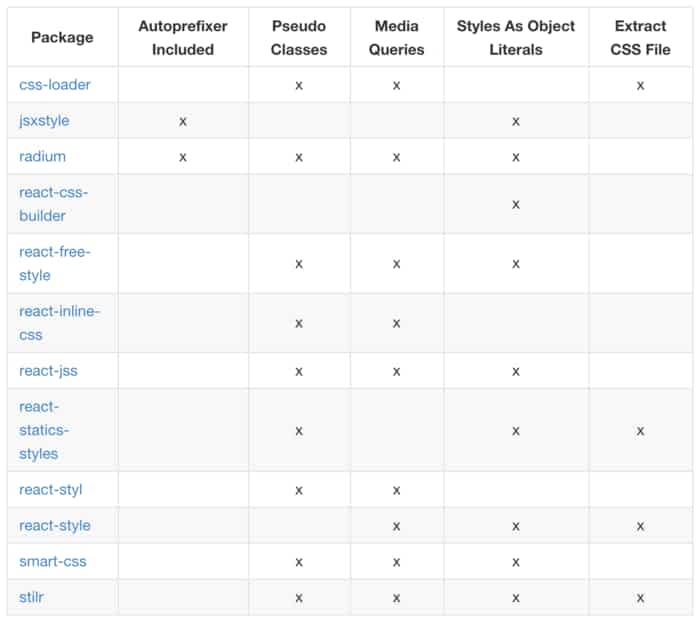 Package Autoprefixer Included Pseudo Classes Media Queries Styles As Object Literals Extract CSS File
css-loader x x x
jsxstyle x x
radium x x x x
react-css-
builder x
react-free-
style x x x
react-inline-
css x x
react-jss x x x
react-
statics-
styles x x x
react-styl x x
react-style x x x
smart-css x x x
stilr x x x x